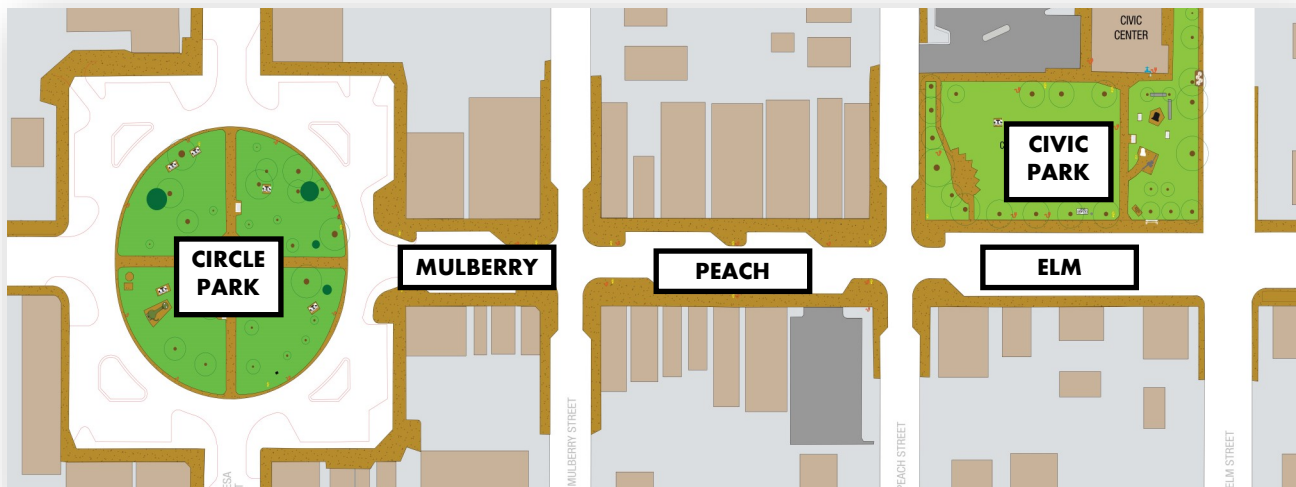 CIVIC
CENTER
CIVIC
PARK
CIRCLE
PARK
MULBERRY
PEACH
ELM
MULBERRY STREET
PEACH STREET
ELM STREET